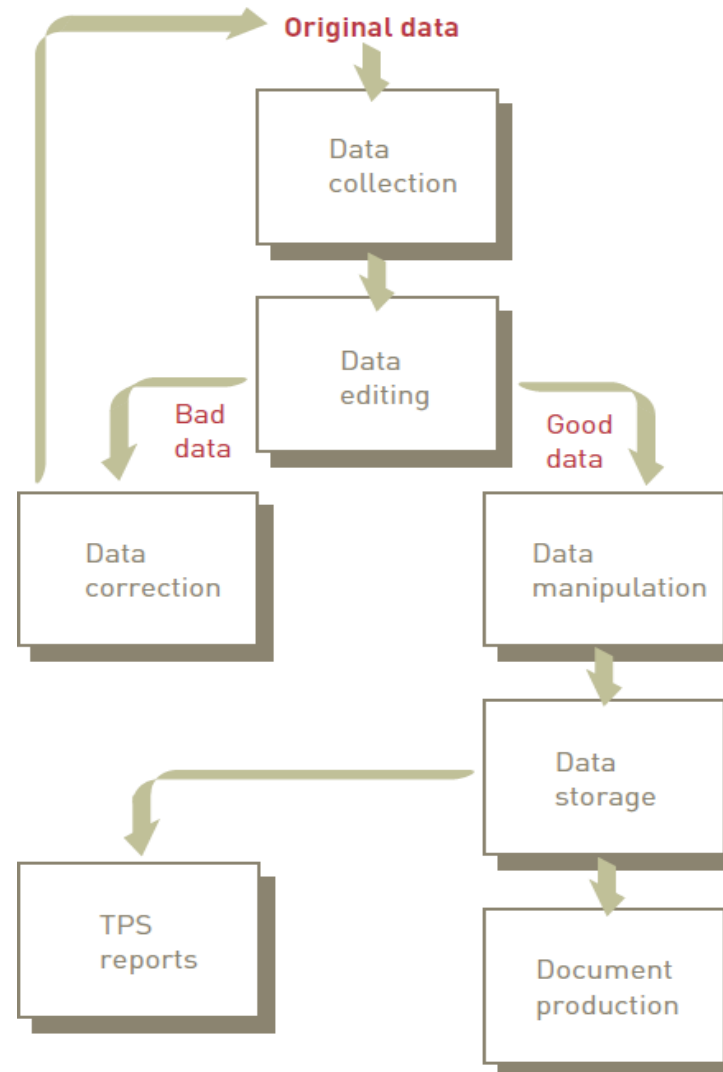 Original data
Data
collection
Data
editing
Bad
data
Good
data
Data
correction
Data
manipulation
Data
storage
TPS
reports
Document
production